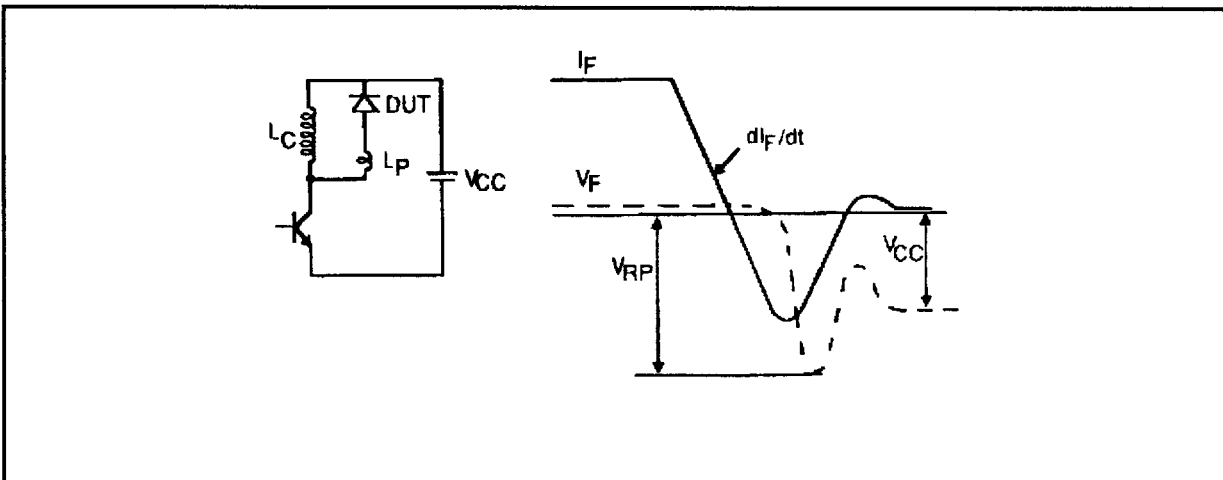 DUT
LC
LP
VCC
IF
dIF/dt
VF
VRP
VCC